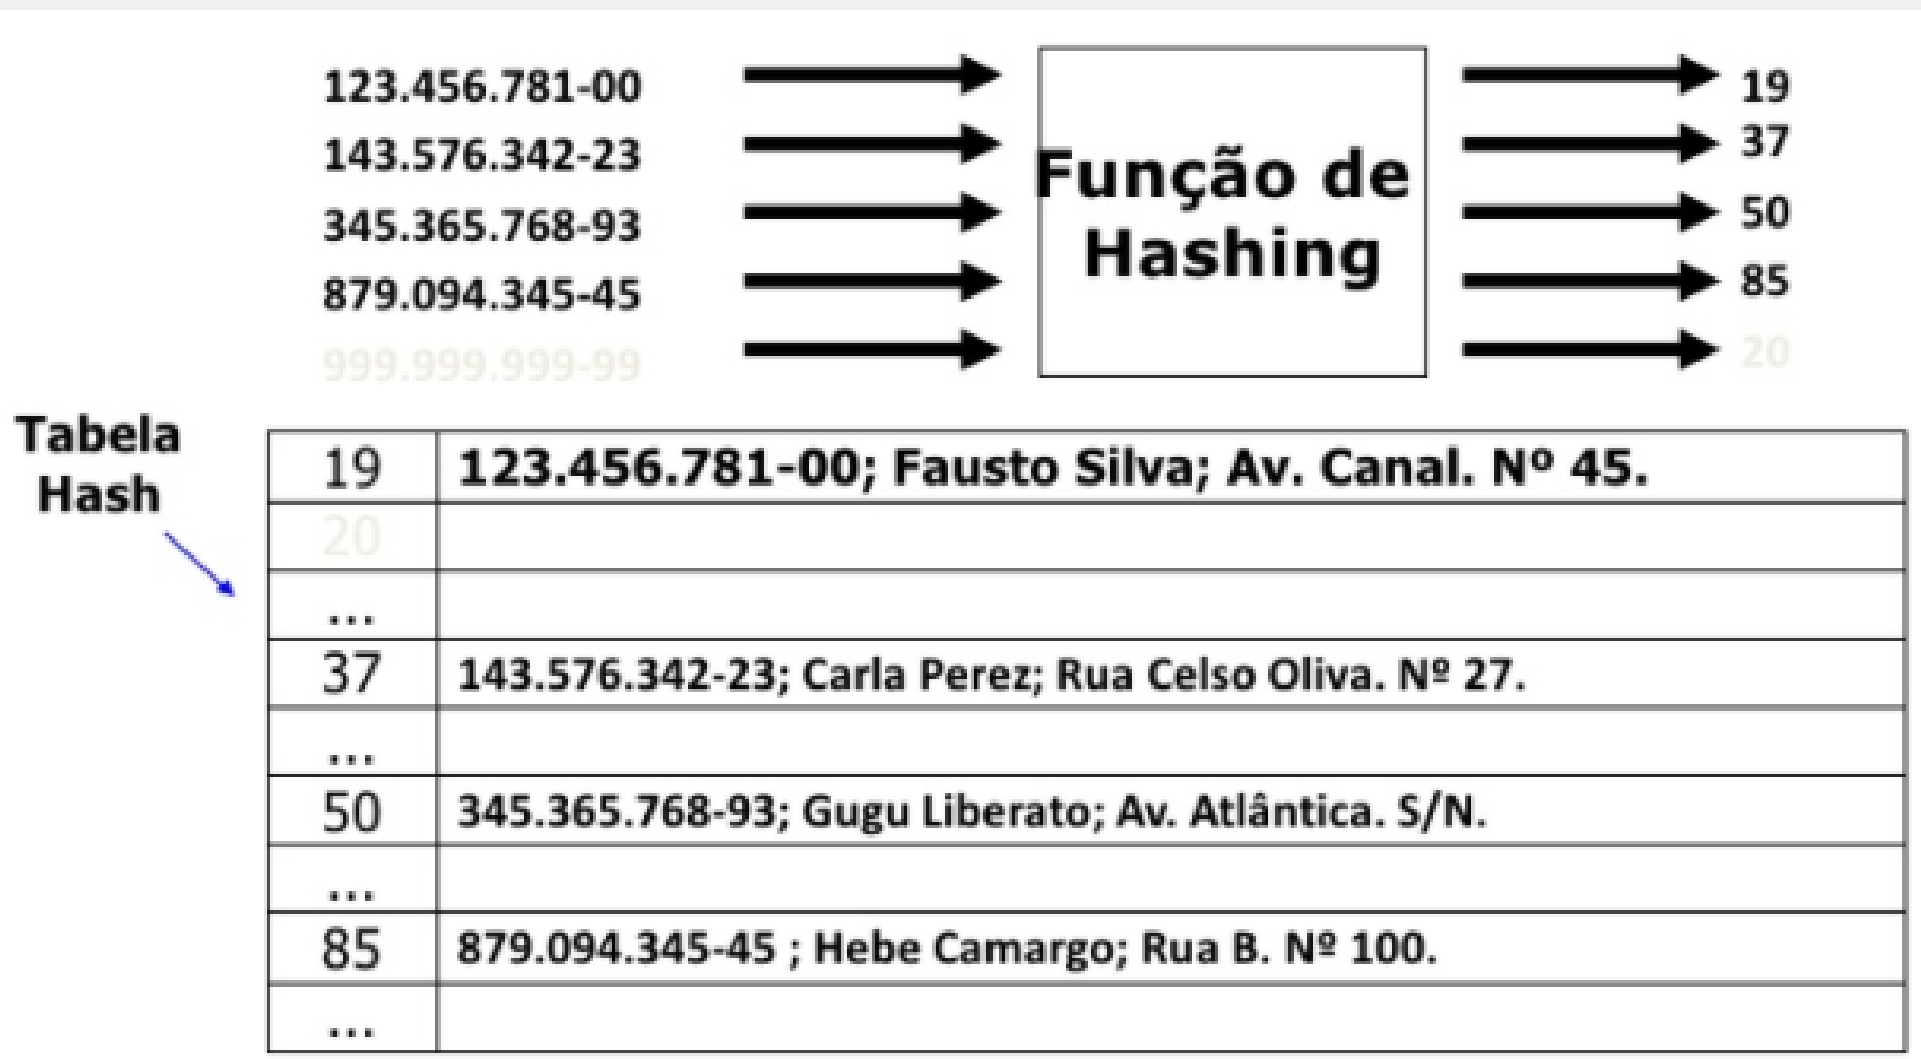 123.456.781-00
143.576.342-23
345.365.768-93
879.094.345-45
999.999.999-99
Função de
Hashing
19
37
50
85
20
Tabela
Hash
19 123.456.781-00; Fausto Silva; Av. Canal. Nº 45.
20
...
37 143.576.342-23; Carla Perez; Rua Celso Oliva. Nº 27.
...
50 345.365.768-93; Gugu Liberato; Av. Atlântica. S/N.
...
85 879.094.345-45 ; Hebe Camargo; Rua B. Nº 100.
...